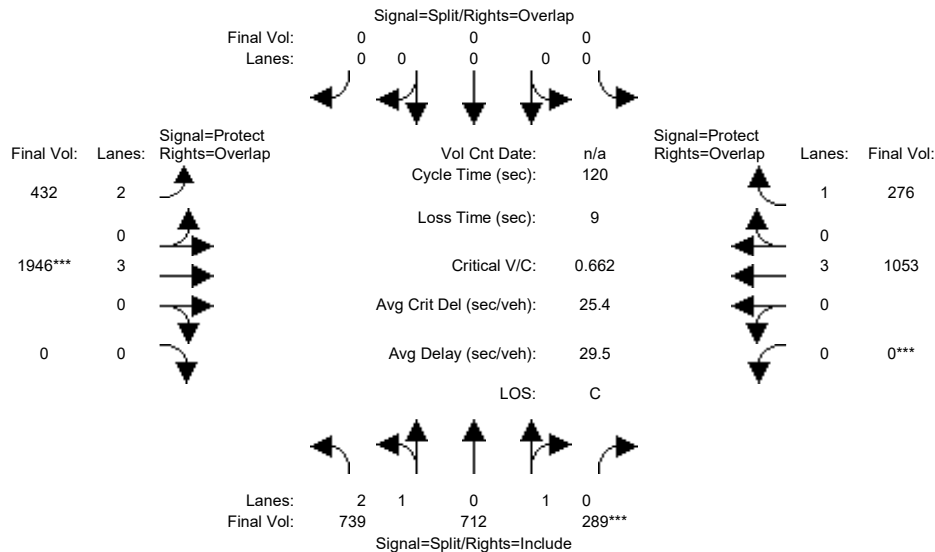 Signal=Split/Rights=Overlap
Final Vol: 0 0 0
Lanes: 0 0 0 0 0
Signal=Protect Signal=Protect
Final Vol: Lanes: Rights=Overlap Vol Cnt Date: n/a Rights=Overlap Lanes: Final Vol:
Cycle Time (sec): 120
432 2 1 276
Loss Time (sec): 9
0 0
1946*** 3 Critical V/C: 0.662 3 1053
0 Avg Crit Del (sec/veh): 25.4 0
0 0 Avg Delay (sec/veh): 29.5 0 0***
LOS: C
Lanes: 2 1 0 1 0
Final Vol: 739 712 289***
Signal=Split/Rights=Include